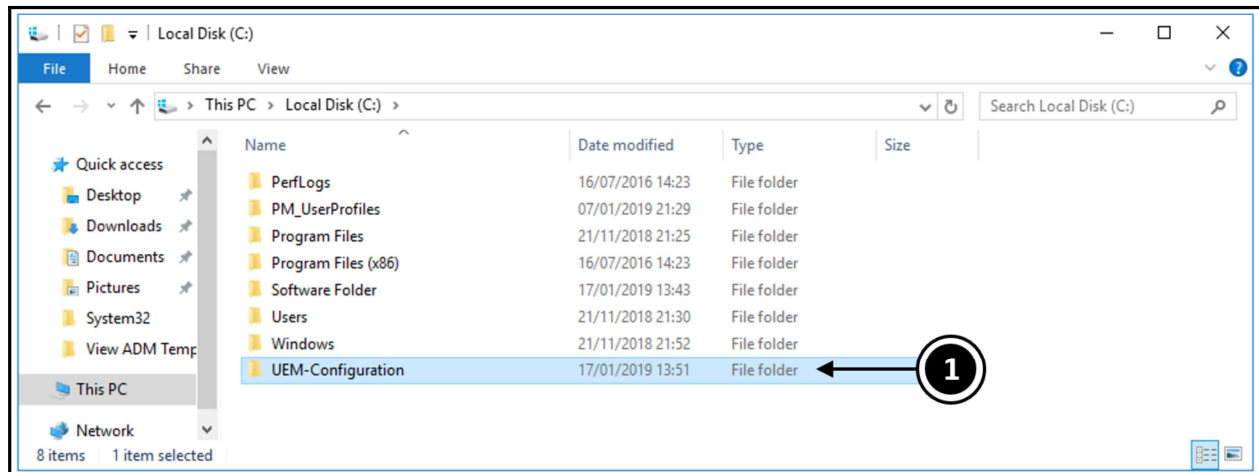 Local Disk (C:)
File Home Share View
This PC > Local Disk (C:) > Search Local Disk (C:)
Name Date modified Type Size
Quick access
Desktop
Downloads
Documents
Pictures
System32
View ADM Temp
This PC
Network
PerfLogs 16/07/2016 14:23 File folder
PM_UserProfiles 07/01/2019 21:29 File folder
Program Files 21/11/2018 21:25 File folder
Program Files (x86) 16/07/2016 14:23 File folder
Software Folder 17/01/2019 13:43 File folder
Users 21/11/2018 21:30 File folder
Windows 21/11/2018 21:52 File folder
UEM-Configuration 17/01/2019 13:51 File folder
1
8 items 1 item selected